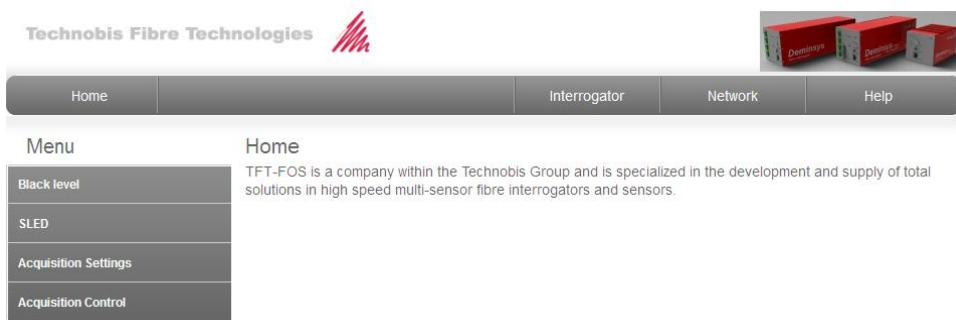 Technobis Fibre Technologies
Deminsys
Deminsys
Home
Interrogator
Network
Help
Menu
Black level
SLED
Acquisition Settings
Acquisition Control
Home
TFT-FOS is a company within the Technobis Group and is specialized in the development and supply of total
solutions in high speed multi-sensor fibre interrogators and sensors.